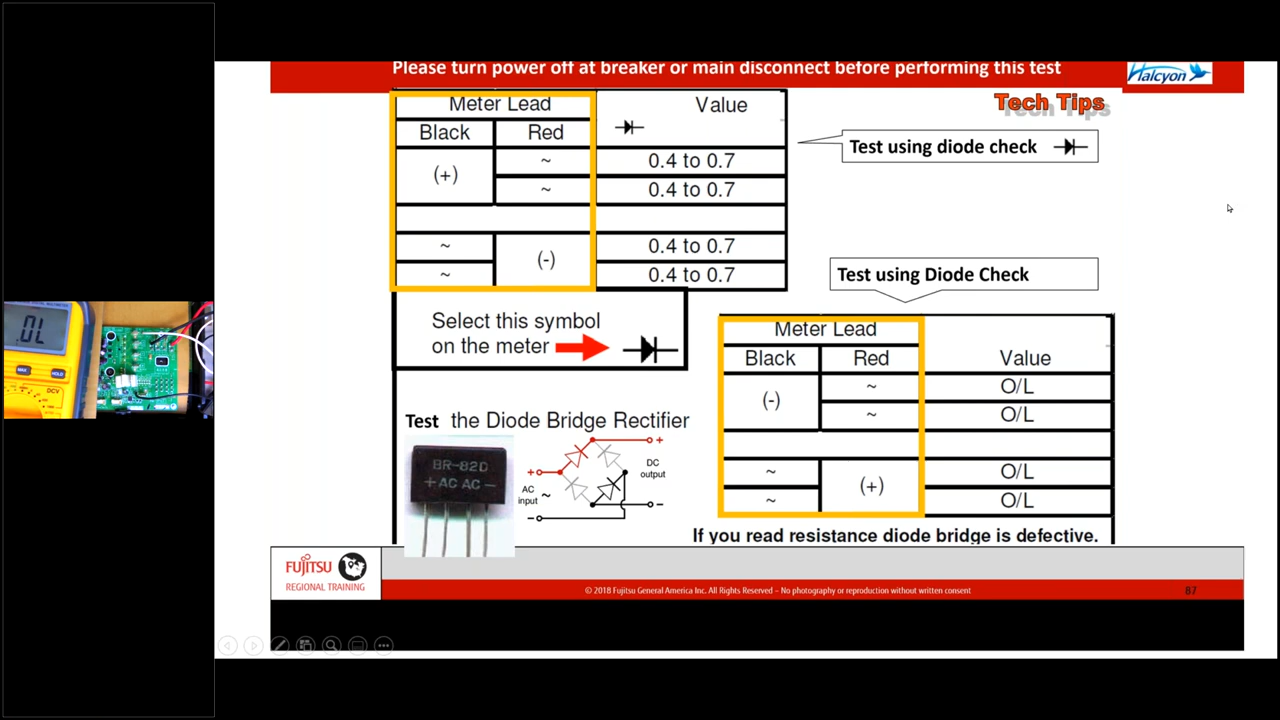 Please turn power off at breaker or main disconnect before performing this test
Halcyon
Tech Tips
Meter Lead
Value
Black
Red
(+)
~
0.4 to 0.7
~
0.4 to 0.7
~
(-)
0.4 to 0.7
~
0.4 to 0.7
Test using diode check
Test using Diode Check
Select this symbol
on the meter
Meter Lead
Black
Red
Value
(-)
~
O/L
~
O/L
~
(+)
O/L
~
O/L
Test the Diode Bridge Rectifier
BR-82D
+AC AC-
+
AC
input
~
-
+
DC
output
-
If you read resistance diode bridge is defective.
.OL
MAX
HOLD
DCV
FUJITSU
REGIONAL TRAINING
© 2018 Fujitsu General America Inc. All Rights Reserved – No photography or reproduction without written consent
87